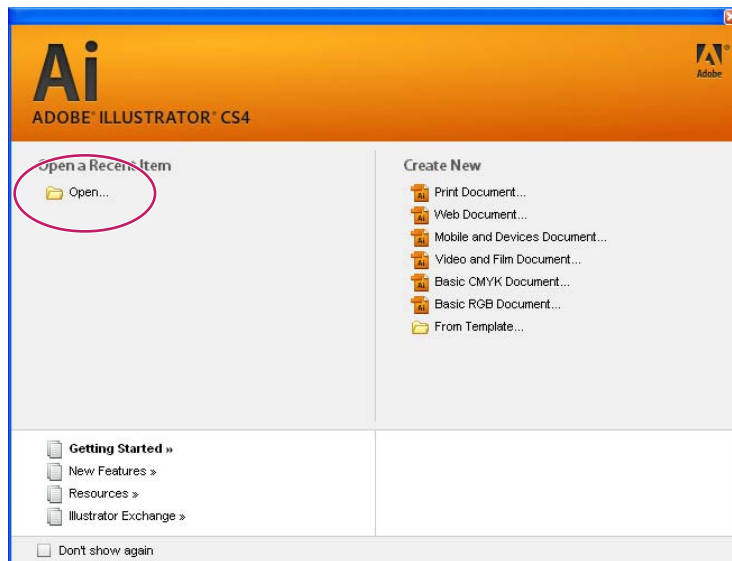 Ai
ADOBE® ILLUSTRATOR® CS4
Adobe
Open a Recent Item
Open...
Create New
Print Document...
Web Document...
Mobile and Devices Document...
Video and Film Document...
Basic CMYK Document...
Basic RGB Document...
From Template...
Getting Started »
New Features »
Resources »
Illustrator Exchange »
Don't show again